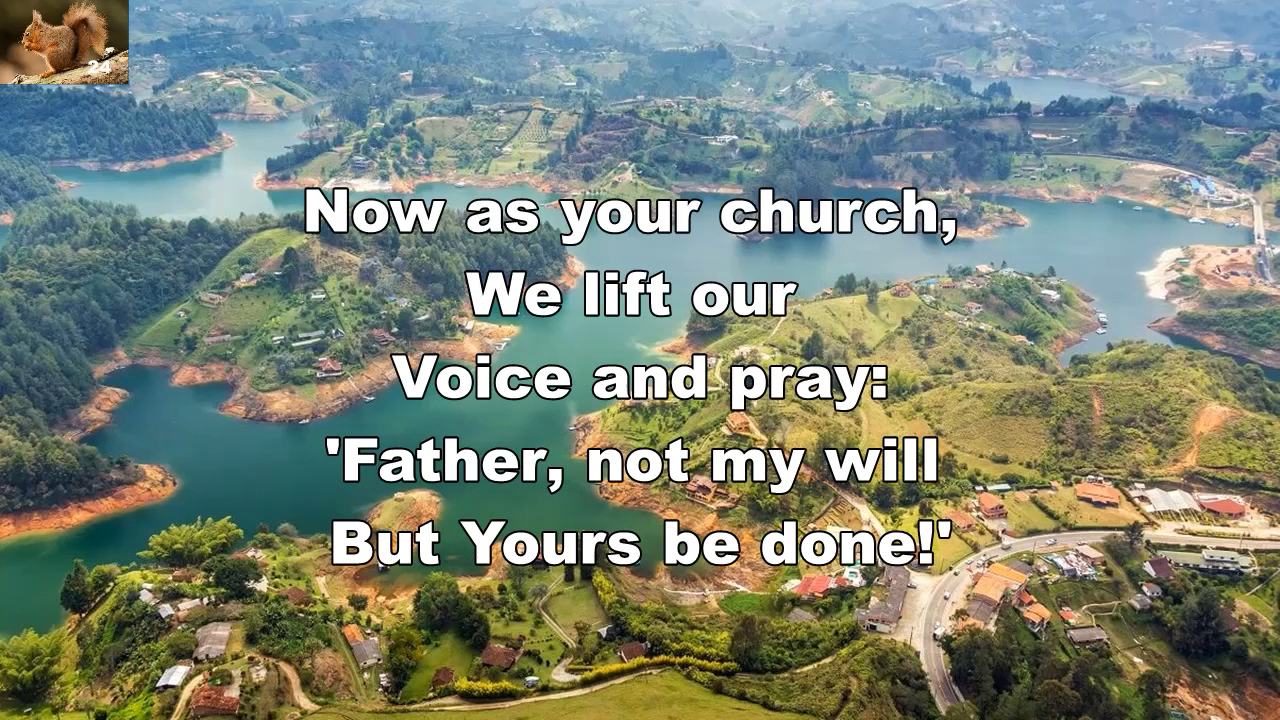 24
Now as your church,
We lift our
Voice and pray:
'Father, not my will
But Yours be done!'